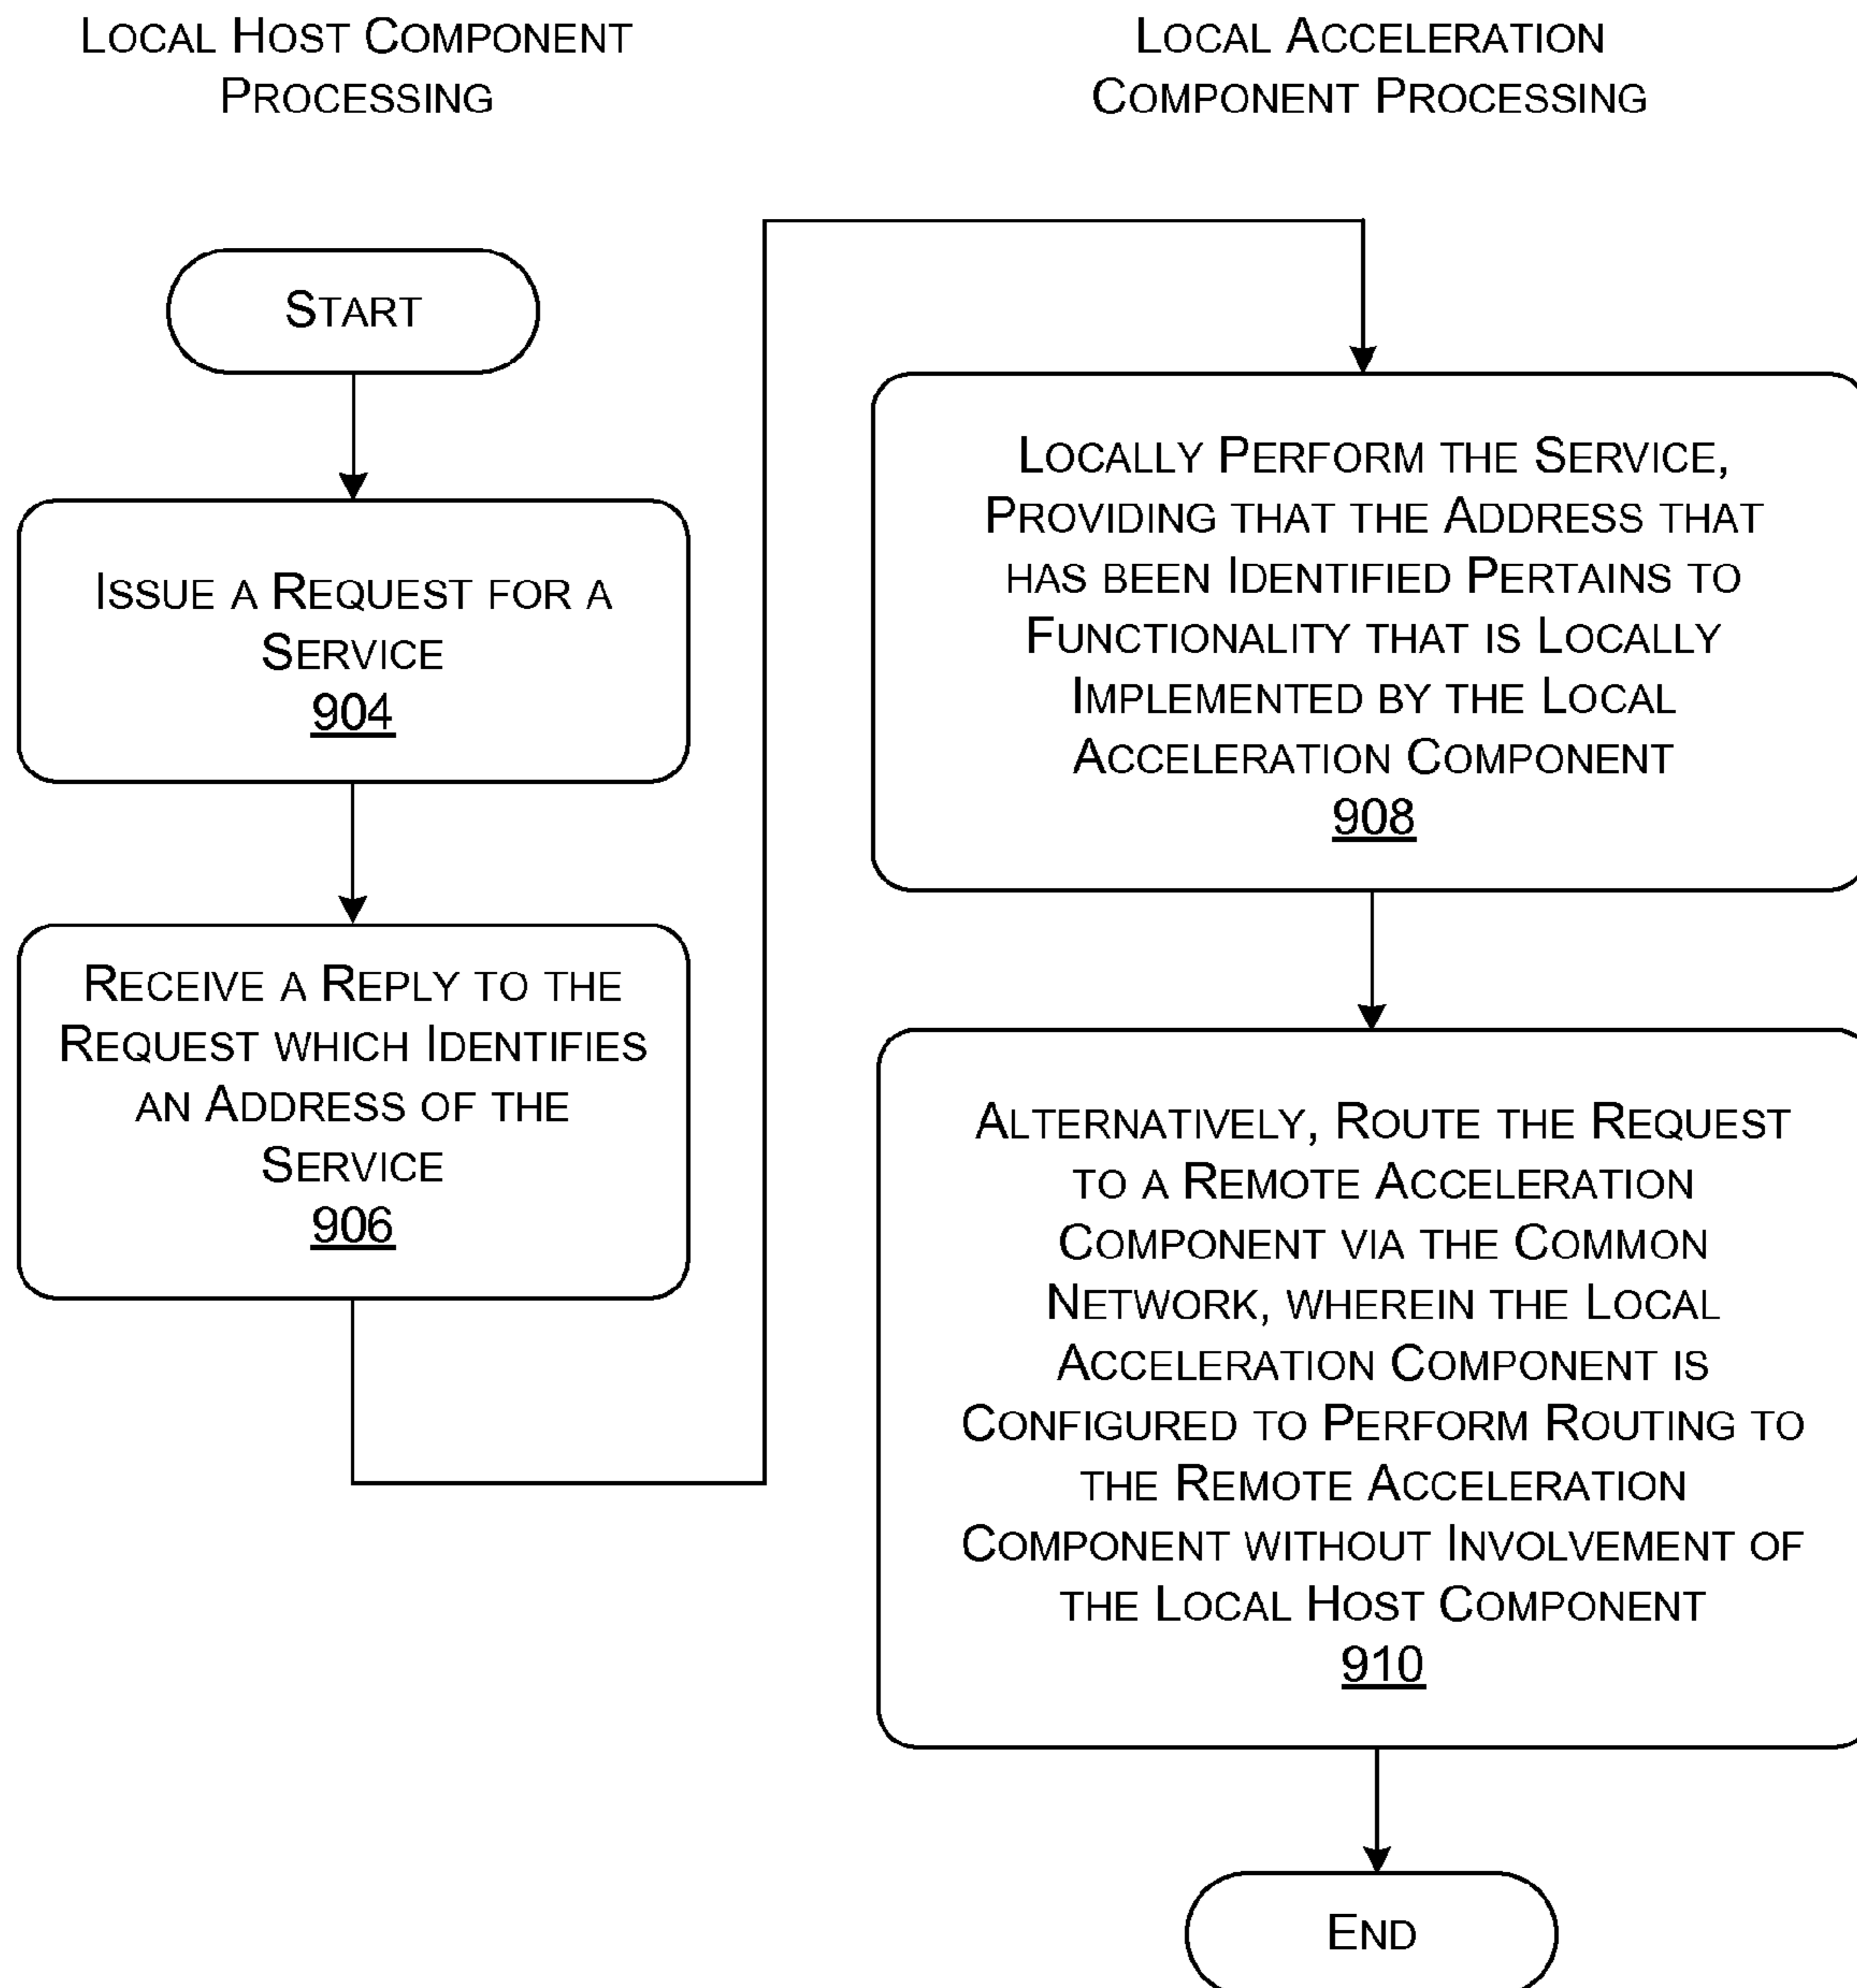 LOCAL HOST COMPONENT
PROCESSING
START
ISSUE A REQUEST FOR A
SERVICE
904
RECEIVE A REPLY TO THE
REQUEST WHICH IDENTIFIES
AN ADDRESS OF THE
SERVICE
906
LOCAL ACCELERATION
COMPONENT PROCESSING
LOCALLY PERFORM THE SERVICE,
PROVIDING THAT THE ADDRESS THAT
HAS BEEN IDENTIFIED PERTAINS TO
FUNCTIONALITY THAT IS LOCALLY
IMPLEMENTED BY THE LOCAL
ACCELERATION COMPONENT
908
ALTERNATIVELY, ROUTE THE REQUEST
TO A REMOTE ACCELERATION
COMPONENT VIA THE COMMON
NETWORK, WHEREIN THE LOCAL
ACCELERATION COMPONENT IS
CONFIGURED TO PERFORM ROUTING TO
THE REMOTE ACCELERATION
COMPONENT WITHOUT INVOLVEMENT OF
THE LOCAL HOST COMPONENT
910
END